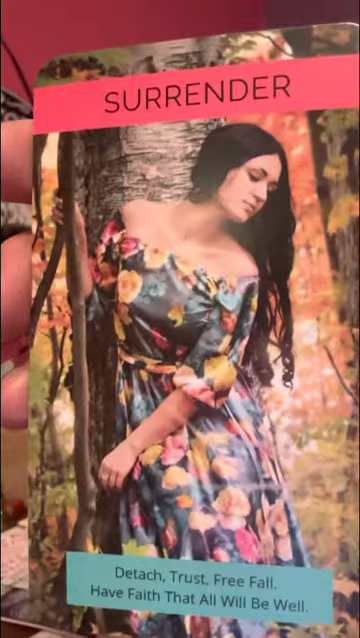 SURRENDER
Detach, Trust, Free Fall.
Have Faith That All Will Be Well.